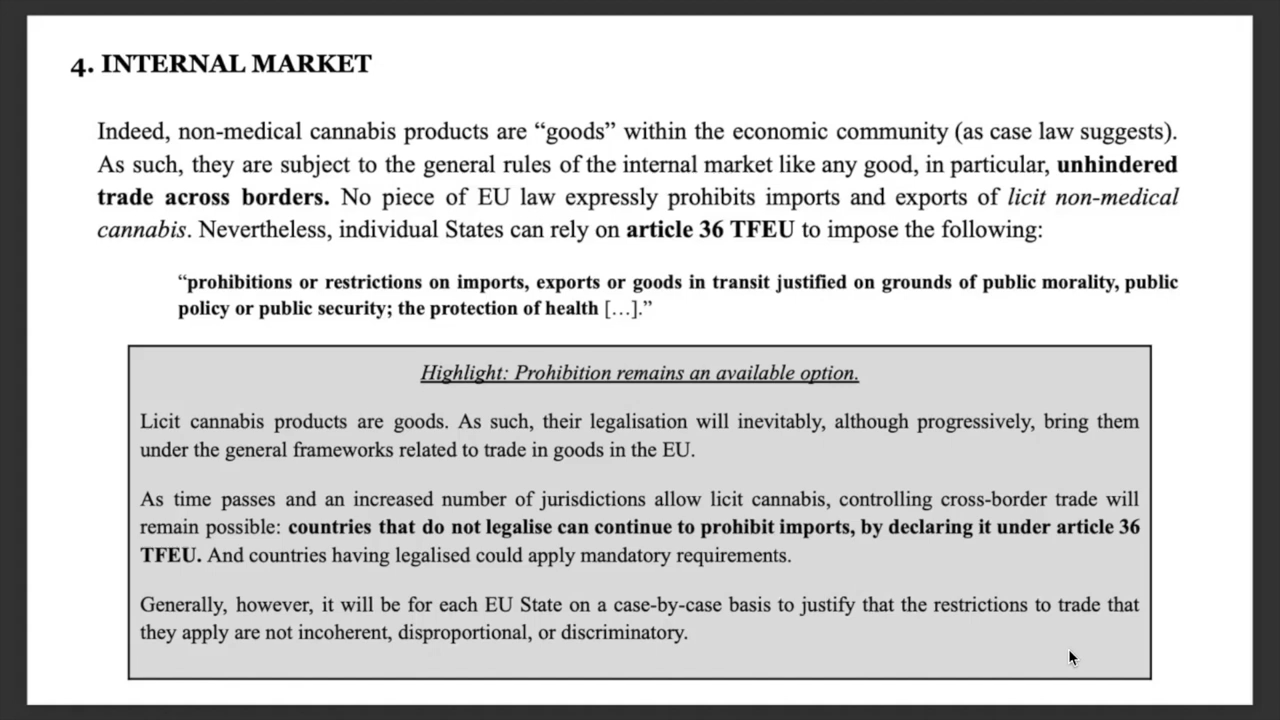 4. INTERNAL MARKET
Indeed, non-medical cannabis products are “goods” within the economic community (as case law suggests).
As such, they are subject to the general rules of the internal market like any good, in particular, unhindered
trade across borders. No piece of EU law expressly prohibits imports and exports of licit non-medical
cannabis. Nevertheless, individual States can rely on article 36 TFEU to impose the following:
“prohibitions or restrictions on imports, exports or goods in transit justified on grounds of public morality, public
policy or public security; the protection of health [...].”
Highlight: Prohibition remains an available option.
Licit cannabis products are goods. As such, their legalisation will inevitably, although progressively, bring them
under the general frameworks related to trade in goods in the EU.
As time passes and an increased number of jurisdictions allow licit cannabis, controlling cross-border trade will
remain possible: countries that do not legalise can continue to prohibit imports, by declaring it under article 36
TFEU. And countries having legalised could apply mandatory requirements.
Generally, however, it will be for each EU State on a case-by-case basis to justify that the restrictions to trade that
they apply are not incoherent, disproportional, or discriminatory.